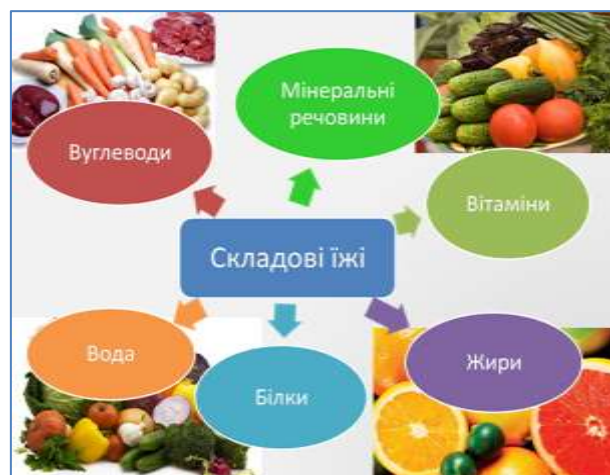 Мінеральні
речовини
Вуглеводи
Вітаміни
Складові їжі
Вода
Білки
Жири